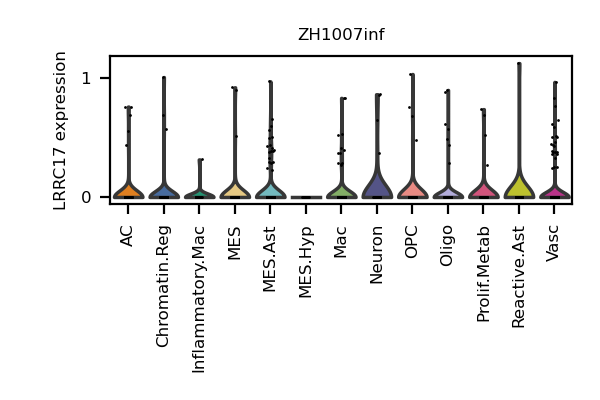 ZH1007inf
LRRC17 expression
1
0
AC
Chromatin.Reg
Inflammatory.Mac
MES
MES.Ast
MES.Hyp
Mac
Neuron
OPC
Oligo
Prolif.Metab
Reactive.Ast
Vasc